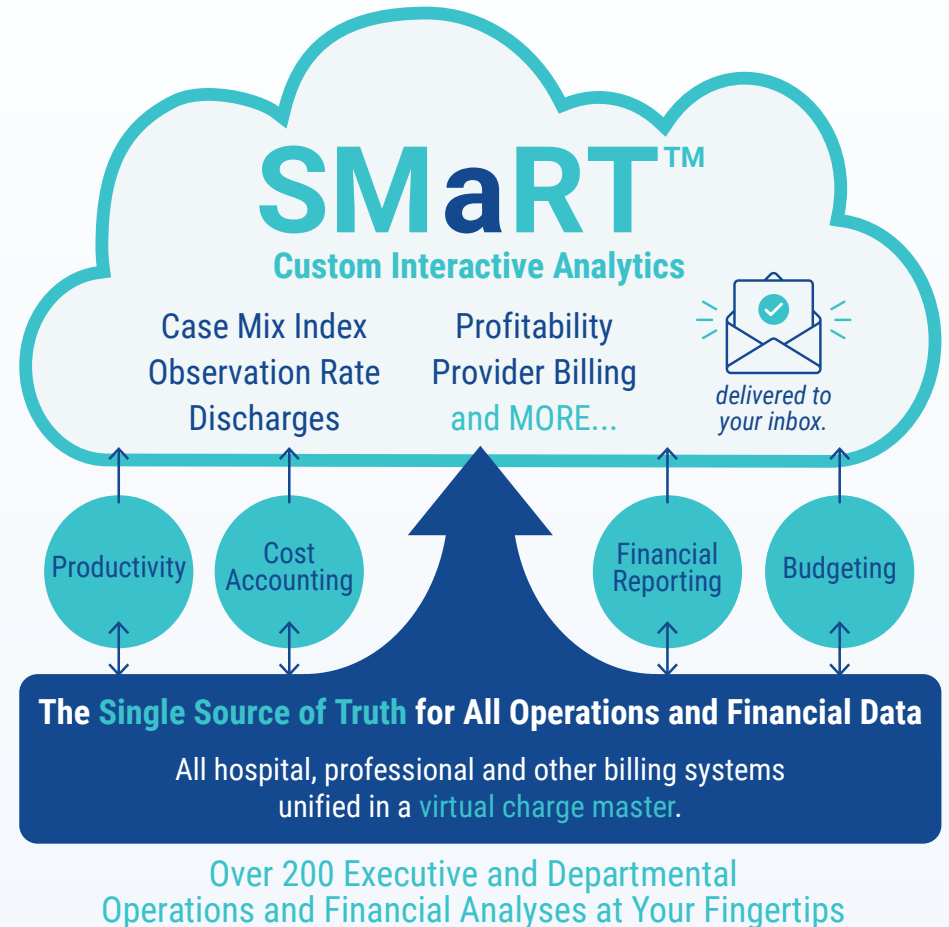 SMaRT™
Custom Interactive Analytics
Case Mix Index
Observation Rate
Discharges
Profitability
Provider Billing
and MORE...
delivered to
your inbox.
Productivity
Cost
Accounting
Financial
Reporting
Budgeting
The Single Source of Truth for All Operations and Financial Data
All hospital, professional and other billing systems
unified in a virtual charge master.
Over 200 Executive and Departmental
Operations and Financial Analyses at Your Fingertips